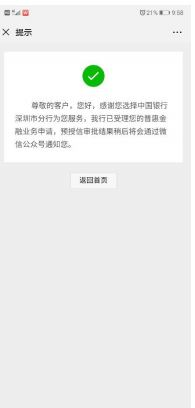 21% 9:58
提示
尊敬的客户，您好，感谢您选择中国银行
深圳市分行为您服务，我行已受理您的普惠金
融业务申请，预授信审批结果稍后将会通过微
信公众号通知您。
返回首页